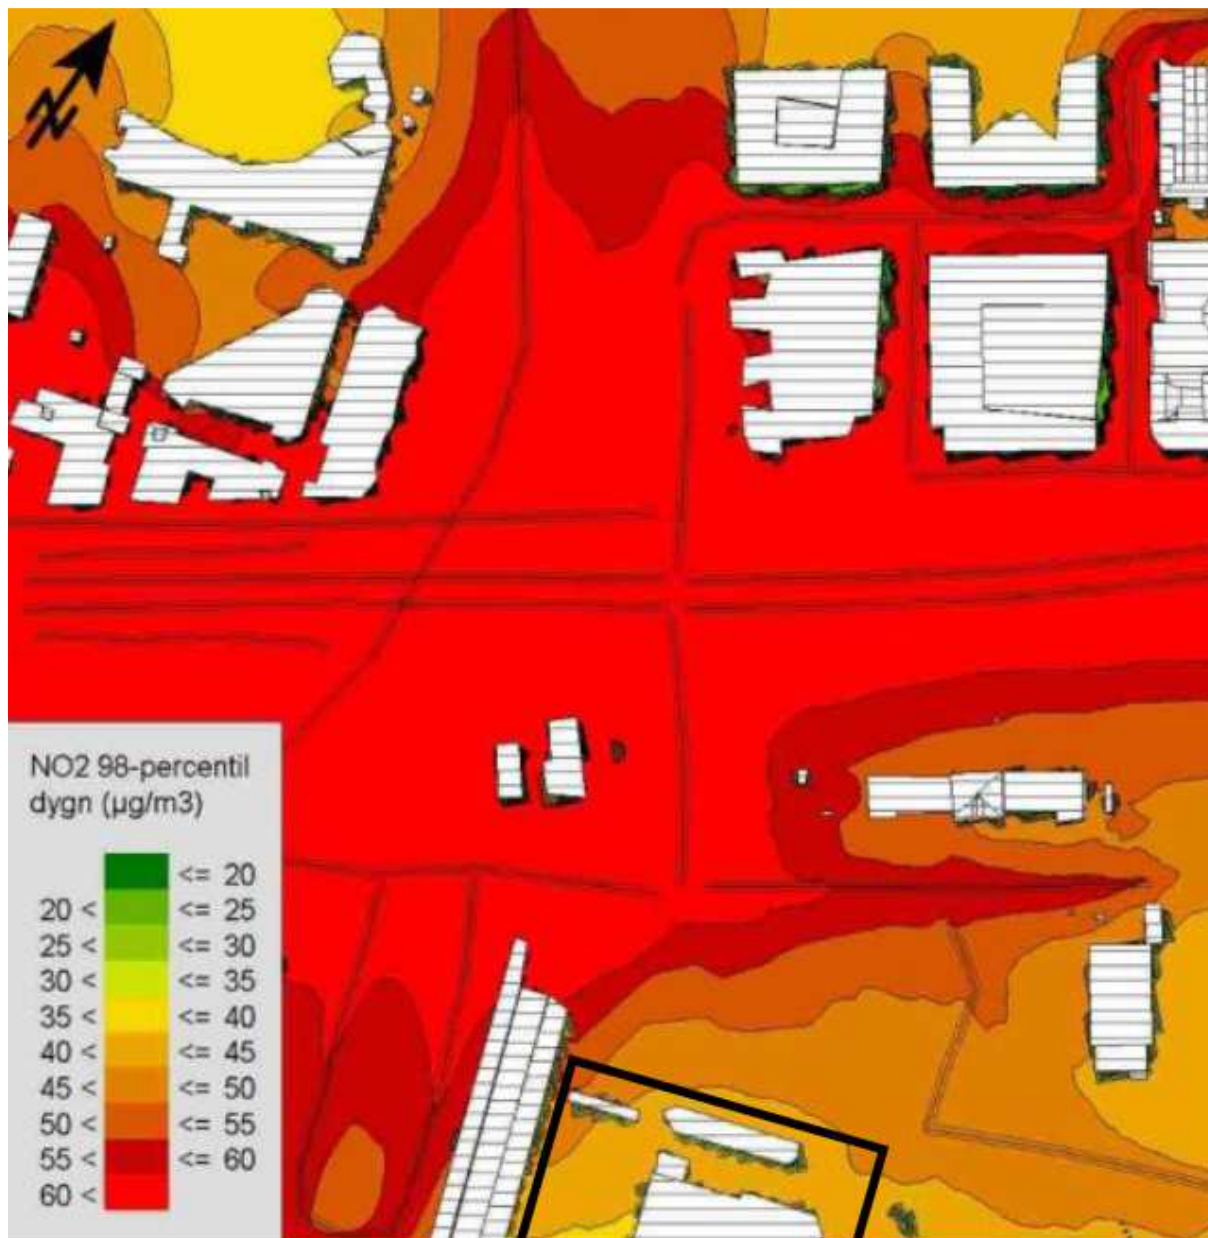 N
NO2 98-percentil
dygn (µg/m3)
<= 20
20 < <= 25
25 < <= 30
30 < <= 35
35 < <= 40
40 < <= 45
45 < <= 50
50 < <= 55
55 < <= 60
60 <